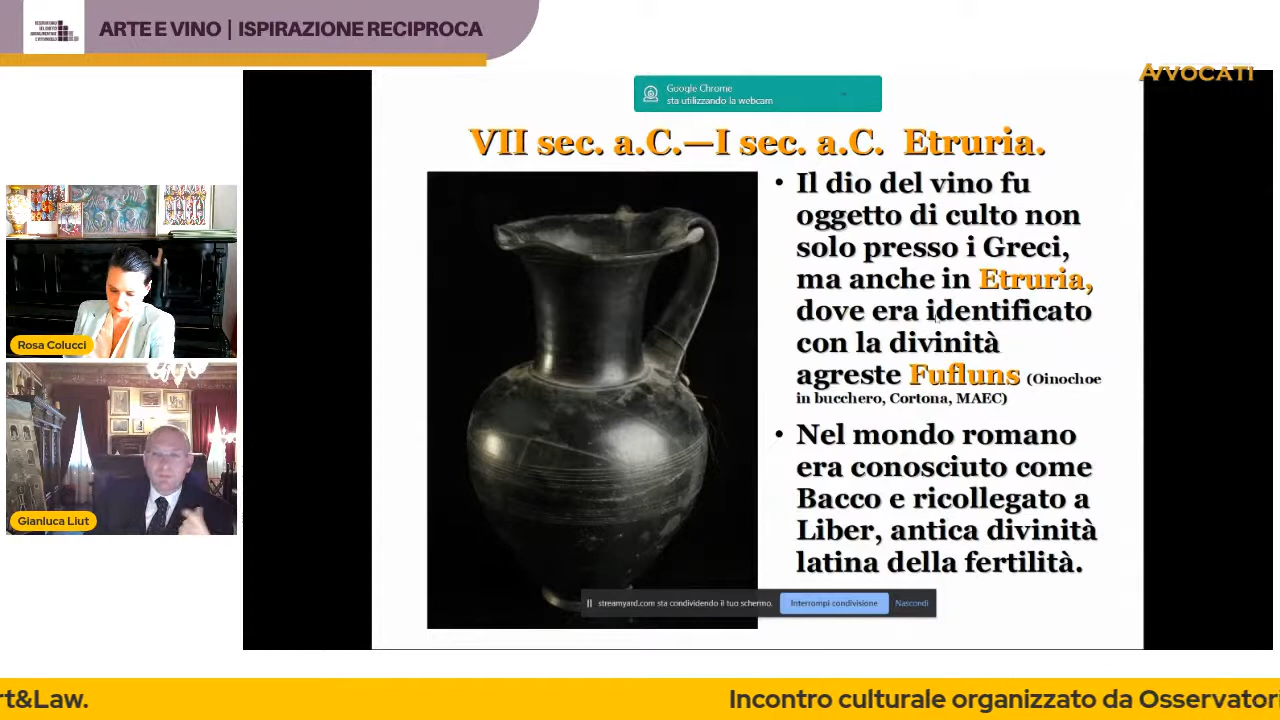 ARTE E VINO | ISPIRAZIONE RECIPROCA
AVVOCATI
Google Chrome
sta utilizzando la webcam
VII sec. a.C.—I sec. a.C. Etruria.
• Il dio del vino fu
oggetto di culto non
solo presso i Greci,
ma anche in Etruria,
dove era identificato
con la divinità
agreste Fufluns (Oinochoe
in bucchero, Cortona, MAEC)
• Nel mondo romano
era conosciuto come
Bacco e ricollegato a
Liber, antica divinità
latina della fertilità.
Rosa Colucci
Gianluca Liut
streamyard.com sta condividendo il tuo schermo.
Interrompi condivisione
Nascondi
rt&Law.
Incontro culturale organizzato da Osservatori